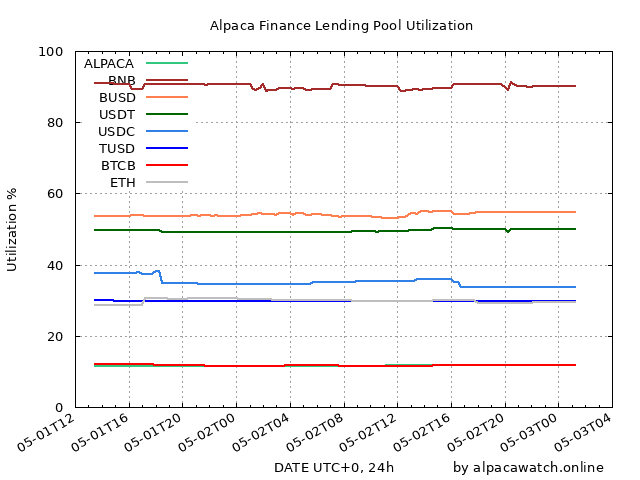 Alpaca Finance Lending Pool Utilization
100
80
60
40
20
0
Utilization %
ALPACA
BNB
BUSD
USDT
USDC
TUSD
BTCB
ETH
05-01T12
05-01T16
05-01T20
05-02T00
05-02T04
05-02T08
05-02T12
05-02T16
05-02T20
05-03T00
05-03T04
DATE UTC+0, 24h
by alpacawatch.online